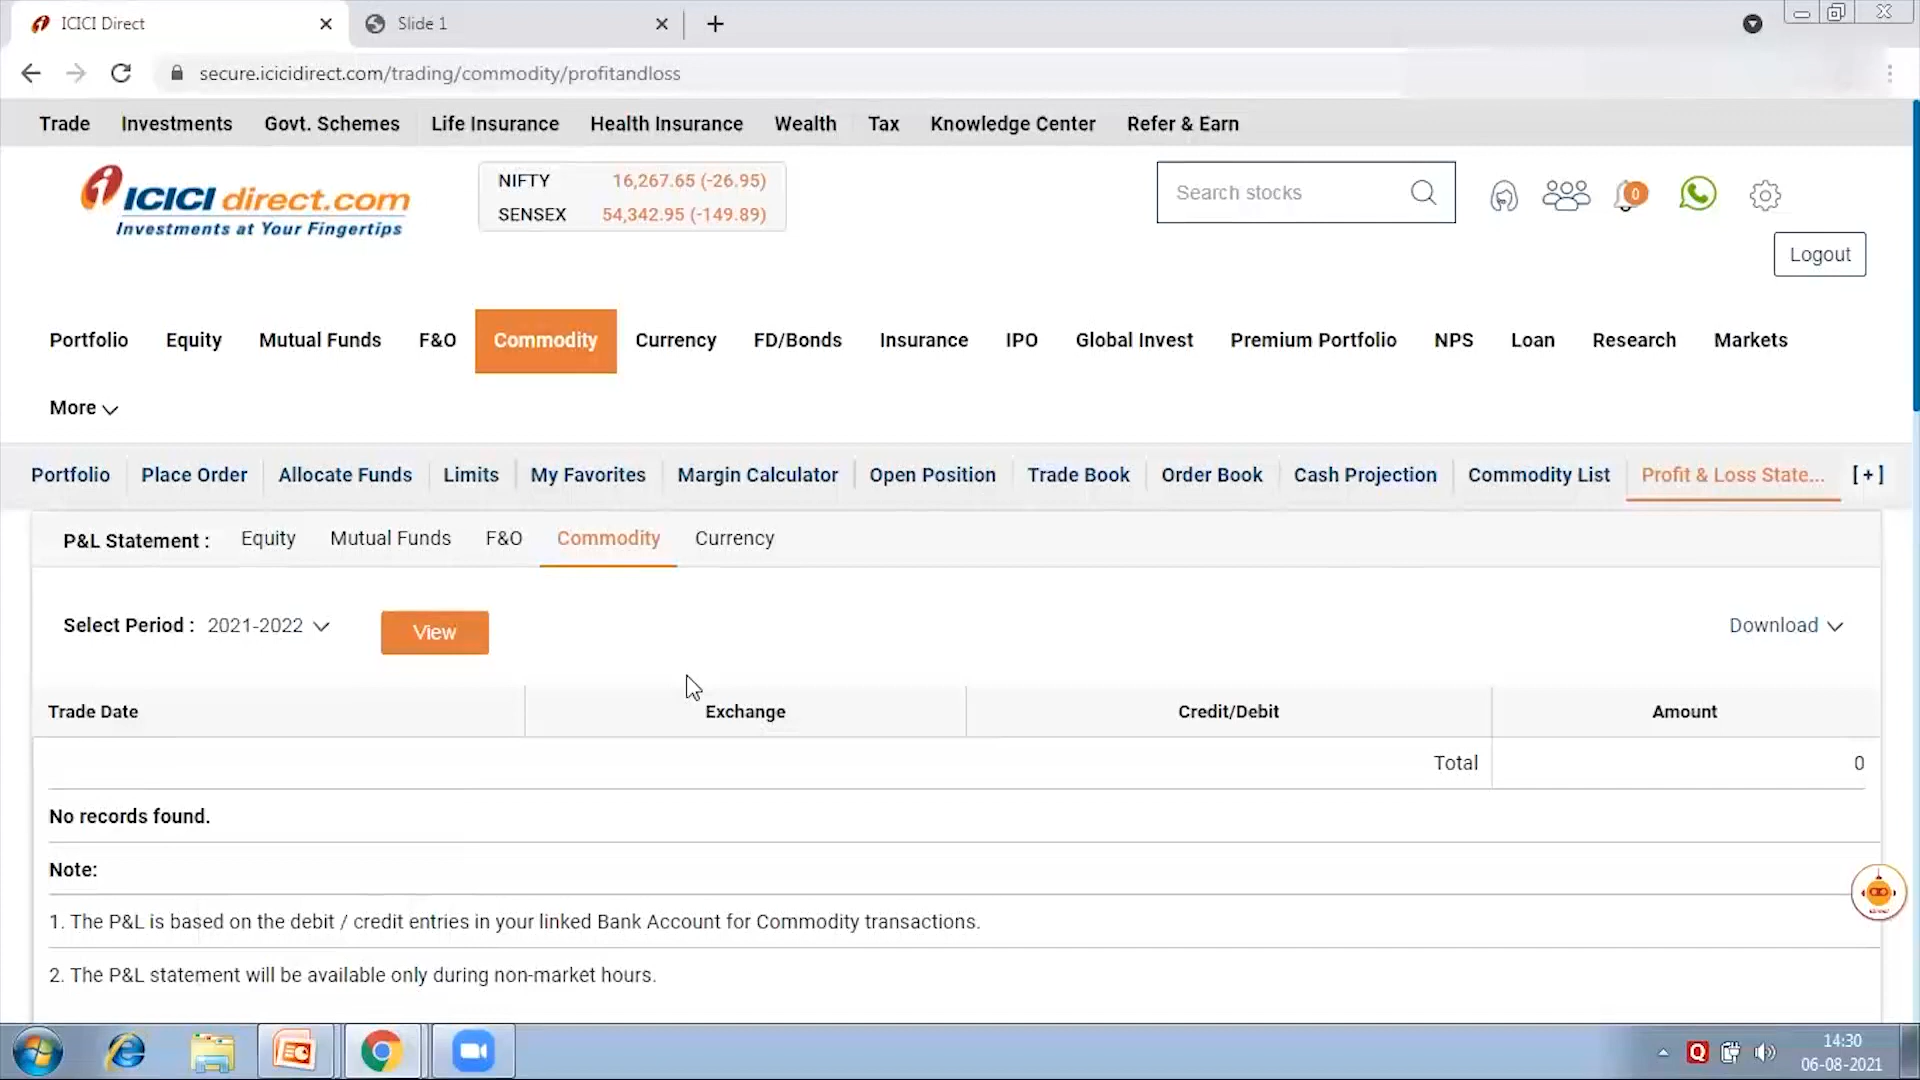 ICICI Direct
Slide 1
secure.icicidirect.com/trading/commodity/profitandloss
Trade Investments Govt. Schemes Life Insurance Health Insurance Wealth Tax Knowledge Center Refer & Earn
ICICI direct.com
Investments at Your Fingertips
NIFTY 16,267.65 (-26.95)
SENSEX 54,342.95 (-149.89)
Search stocks
0
Logout
Portfolio Equity Mutual Funds F&O Commodity Currency FD/Bonds Insurance IPO Global Invest Premium Portfolio NPS Loan Research Markets
More
Portfolio Place Order Allocate Funds Limits My Favorites Margin Calculator Open Position Trade Book Order Book Cash Projection Commodity List Profit & Loss State... [+]
P&L Statement : Equity Mutual Funds F&O Commodity Currency
Select Period : 2021-2022 View Download
Trade Date Exchange Credit/Debit Amount
Total 0
No records found.
Note:
1. The P&L is based on the debit / credit entries in your linked Bank Account for Commodity transactions.
2. The P&L statement will be available only during non-market hours.
14:30
06-08-2021